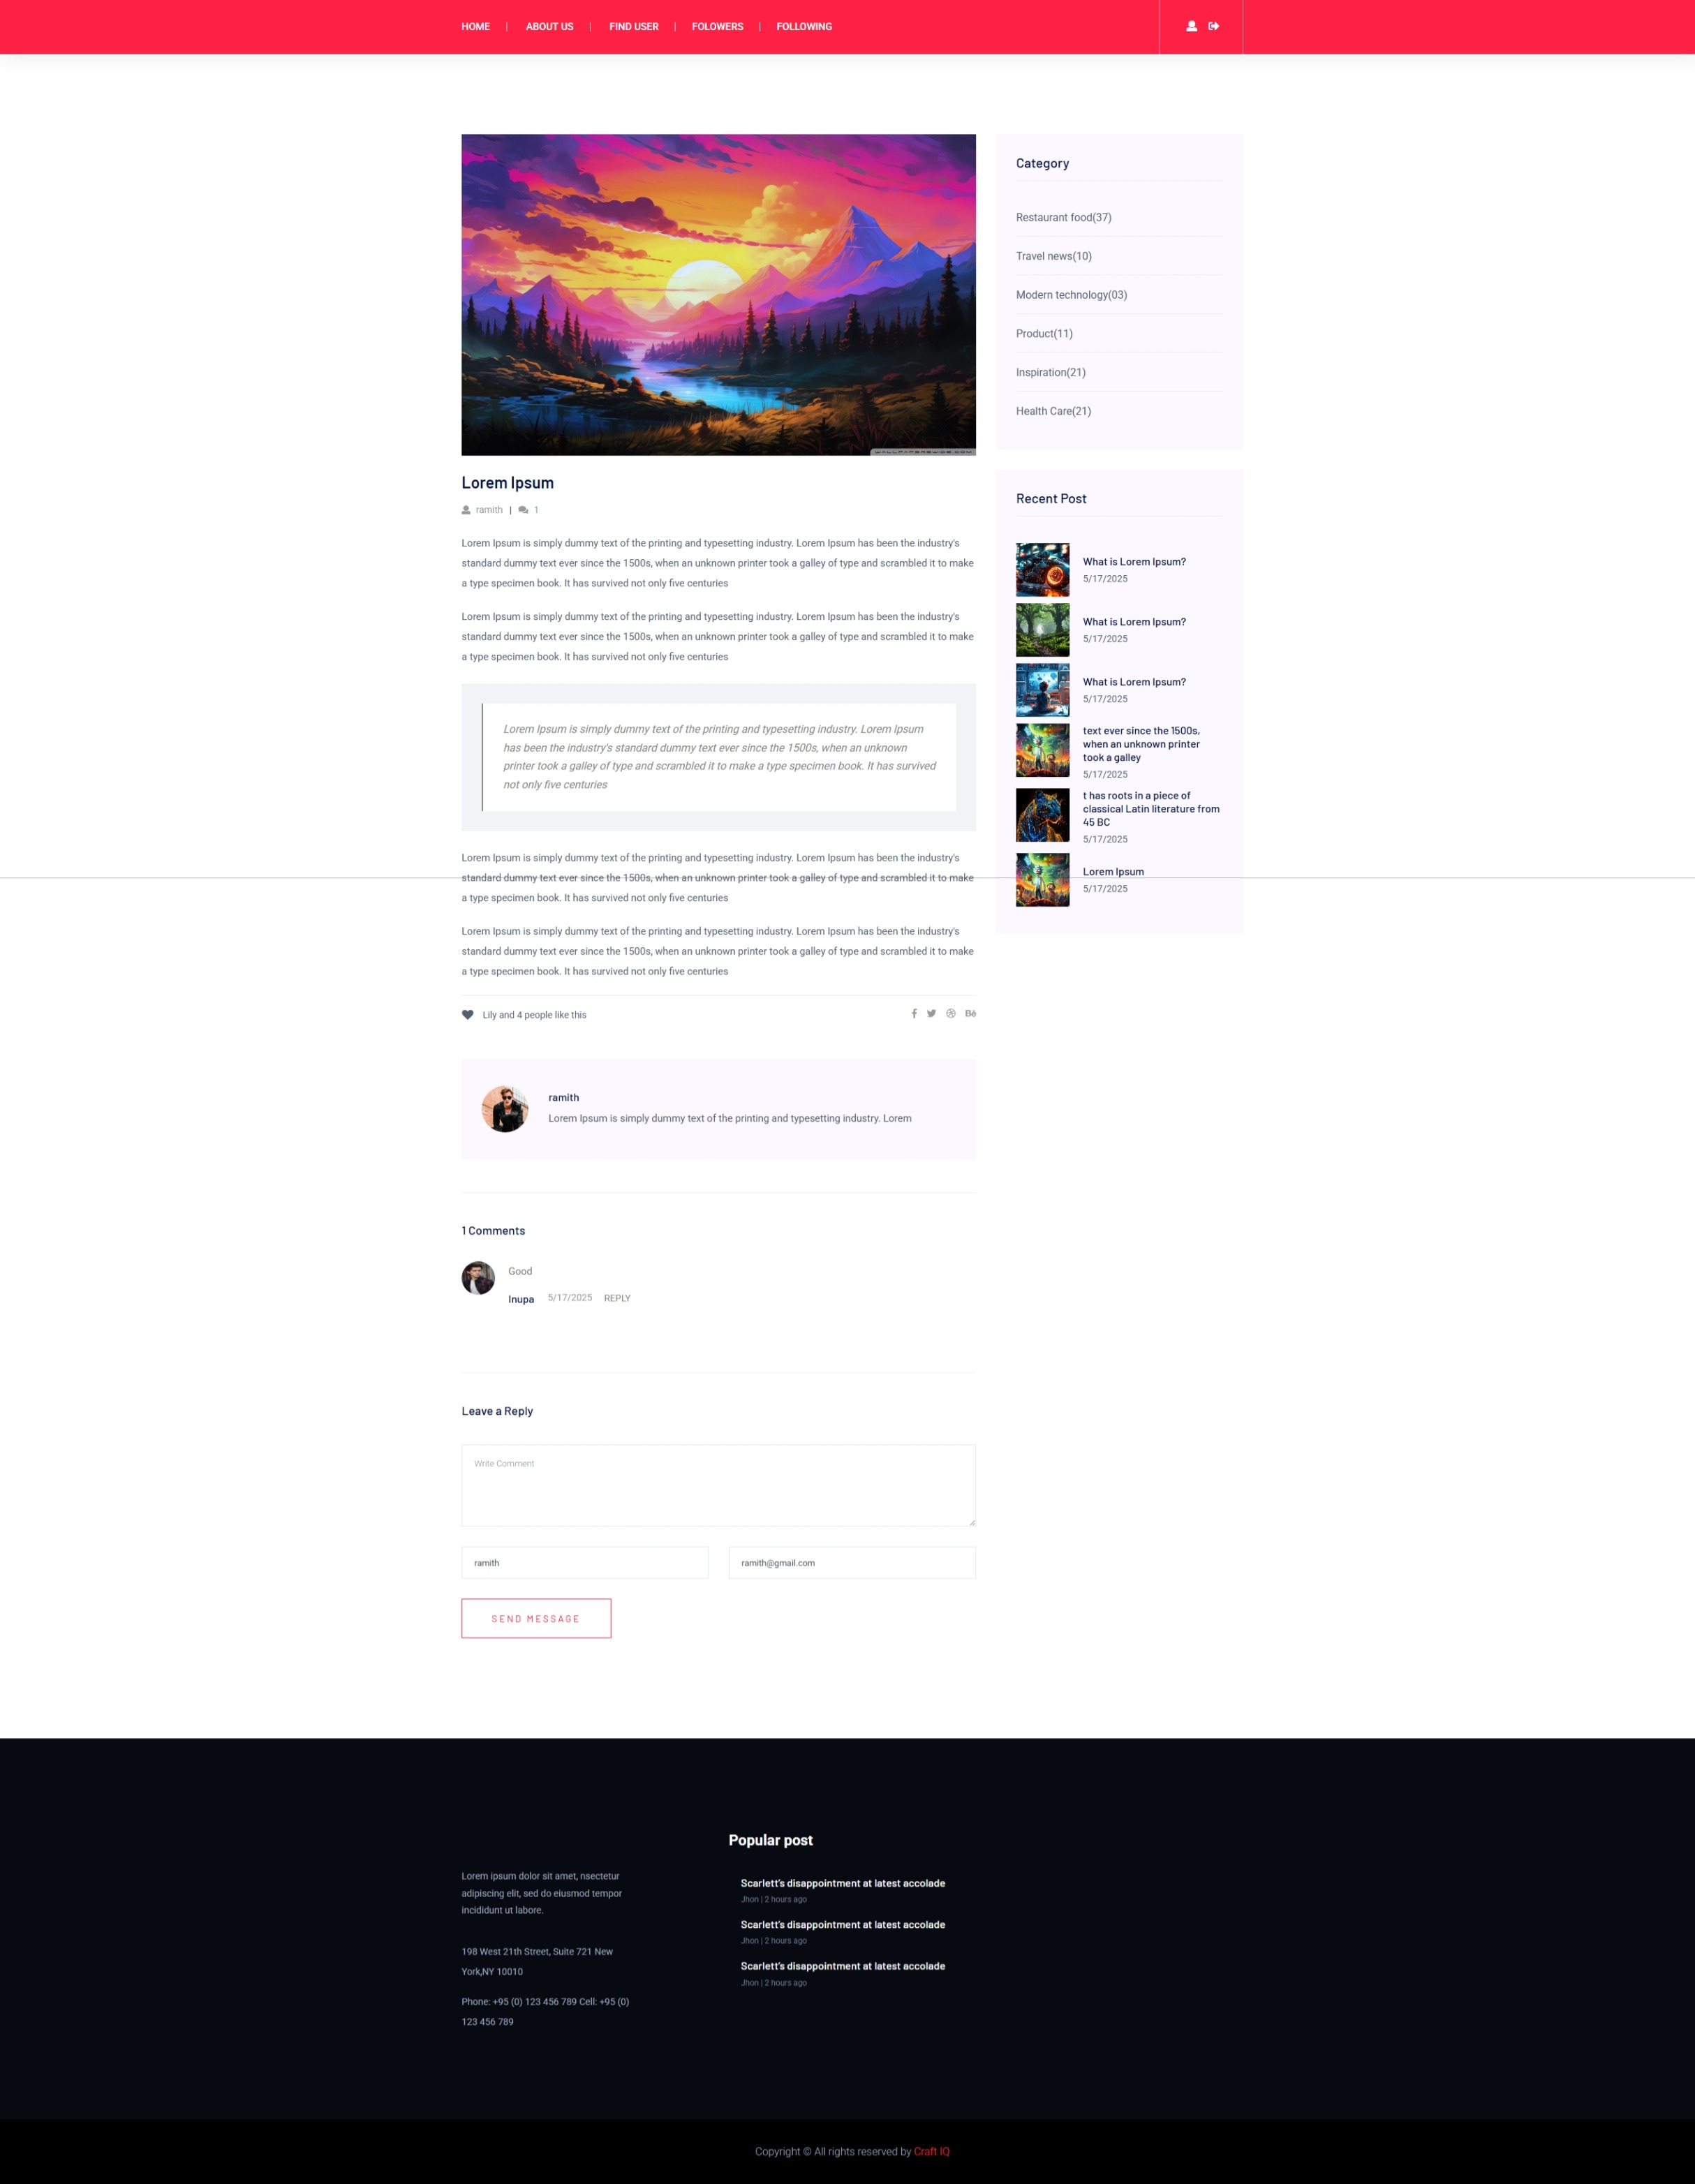 HOME | ABOUT US | FIND USER | FOLOWERS | FOLLOWING
Lorem Ipsum
ramith | 1
Lorem Ipsum is simply dummy text of the printing and typesetting industry. Lorem Ipsum has been the industry's
standard dummy text ever since the 1500s, when an unknown printer took a galley of type and scrambled it to make
a type specimen book. It has survived not only five centuries
Lorem Ipsum is simply dummy text of the printing and typesetting industry. Lorem Ipsum has been the industry's
standard dummy text ever since the 1500s, when an unknown printer took a galley of type and scrambled it to make
a type specimen book. It has survived not only five centuries
Lorem Ipsum is simply dummy text of the printing and typesetting industry. Lorem Ipsum
has been the industry's standard dummy text ever since the 1500s, when an unknown
printer took a galley of type and scrambled it to make a type specimen book. It has survived
not only five centuries
Lorem Ipsum is simply dummy text of the printing and typesetting industry. Lorem Ipsum has been the industry's
standard dummy text ever since the 1500s, when an unknown printer took a galley of type and scrambled it to make
a type specimen book. It has survived not only five centuries
Lorem Ipsum is simply dummy text of the printing and typesetting industry. Lorem Ipsum has been the industry's
standard dummy text ever since the 1500s, when an unknown printer took a galley of type and scrambled it to make
a type specimen book. It has survived not only five centuries
Lily and 4 people like this
Bē
ramith
Lorem Ipsum is simply dummy text of the printing and typesetting industry. Lorem
1 Comments
Good
Inupa 5/17/2025 REPLY
Leave a Reply
Write Comment
ramith
ramith@gmail.com
SEND MESSAGE
Category
Restaurant food(37)
Travel news(10)
Modern technology(03)
Product(11)
Inspiration(21)
Health Care(21)
Recent Post
What is Lorem Ipsum?
5/17/2025
What is Lorem Ipsum?
5/17/2025
What is Lorem Ipsum?
5/17/2025
text ever since the 1500s,
when an unknown printer
took a galley
5/17/2025
t has roots in a piece of
classical Latin literature from
45 BC
5/17/2025
Lorem Ipsum
5/17/2025
Lorem ipsum dolor sit amet, nsectetur
adipiscing elit, sed do eiusmod tempor
incididunt ut labore.
198 West 21th Street, Suite 721 New
York,NY 10010
Phone: +95 (0) 123 456 789 Cell: +95 (0)
123 456 789
Popular post
Scarlett's disappointment at latest accolade
Jhon | 2 hours ago
Scarlett's disappointment at latest accolade
Jhon | 2 hours ago
Scarlett's disappointment at latest accolade
Jhon | 2 hours ago
Copyright © All rights reserved by Craft IQ